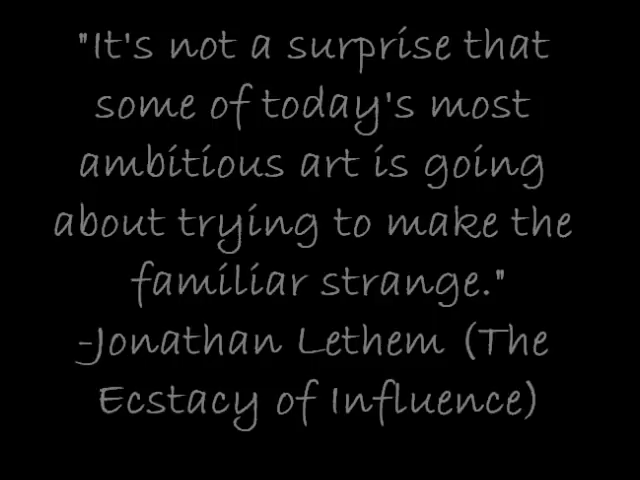 "It's not a surprise that
some of today's most
ambitious art is going
about trying to make the
familiar strange."
-Jonathan Lethem (The
Ecstacy of Influence)